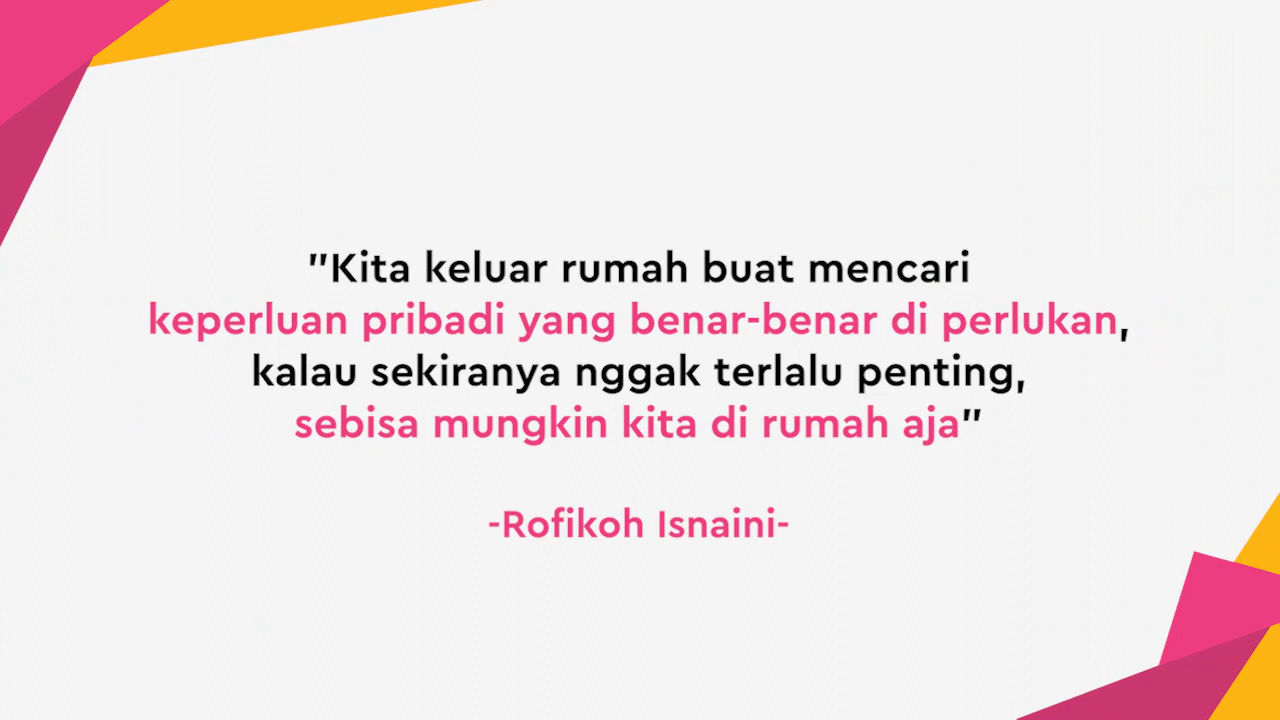 "Kita keluar rumah buat mencari
keperluan pribadi yang benar-benar di perlukan,
kalau sekiranya nggak terlalu penting,
sebisa mungkin kita di rumah aja"
-Rofikoh Isnaini-